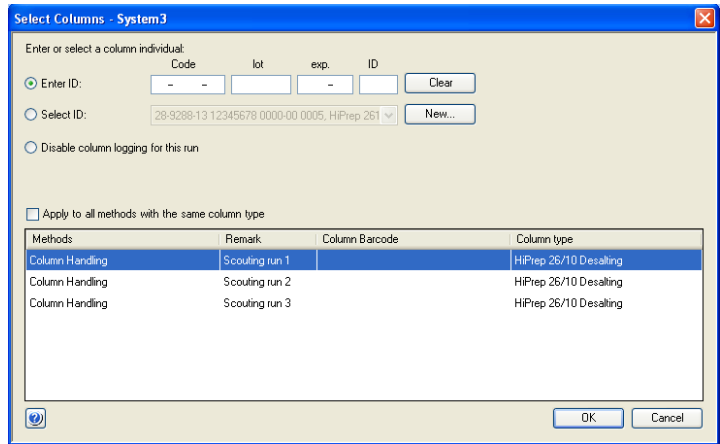 Select Columns - System3
Enter or select a column individual:
Code lot exp. ID
Enter ID: - - - Clear
Select ID: 28-9288-13 12345678 0000-00 0005, HiPrep 261 New...
Disable column logging for this run
Apply to all methods with the same column type
Methods Remark Column Barcode Column type
Column Handling Scouting run 1 HiPrep 26/10 Desalting
Column Handling Scouting run 2 HiPrep 26/10 Desalting
Column Handling Scouting run 3 HiPrep 26/10 Desalting
? OK Cancel